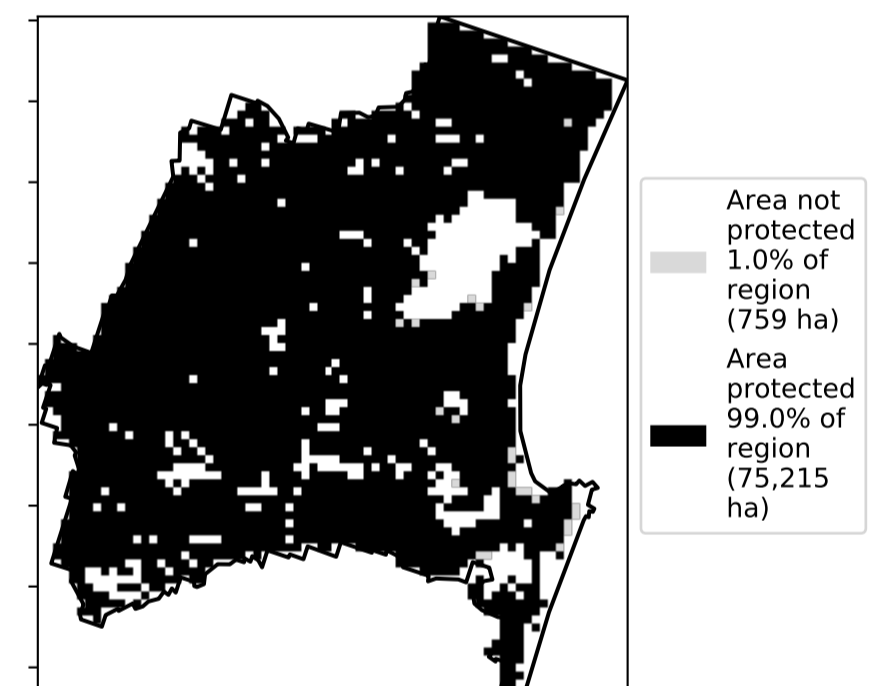 Area not
protected
1.0% of
region
(759 ha)
Area
protected
99.0% of
region
(75,215
ha)